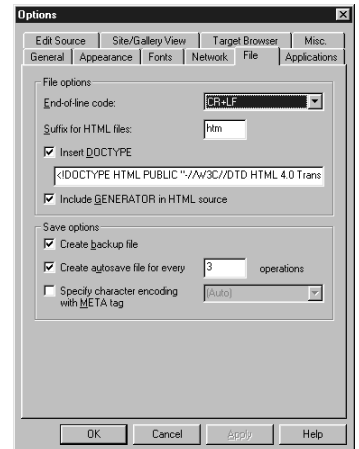 Options
Edit Source Site/Gallery View Target Browser Misc.
General Appearance Fonts Network File Applications
File options
End-of-line code: CR+LF
Suffix for HTML files: htm
Insert DOCTYPE
<!DOCTYPE HTML PUBLIC "-//W3C//DTD HTML 4.0 Trans
Include GENERATOR in HTML source
Save options
Create backup file
Create autosave file for every 3 operations
Specify character encoding (Auto)
with META tag
OK Cancel Apply Help